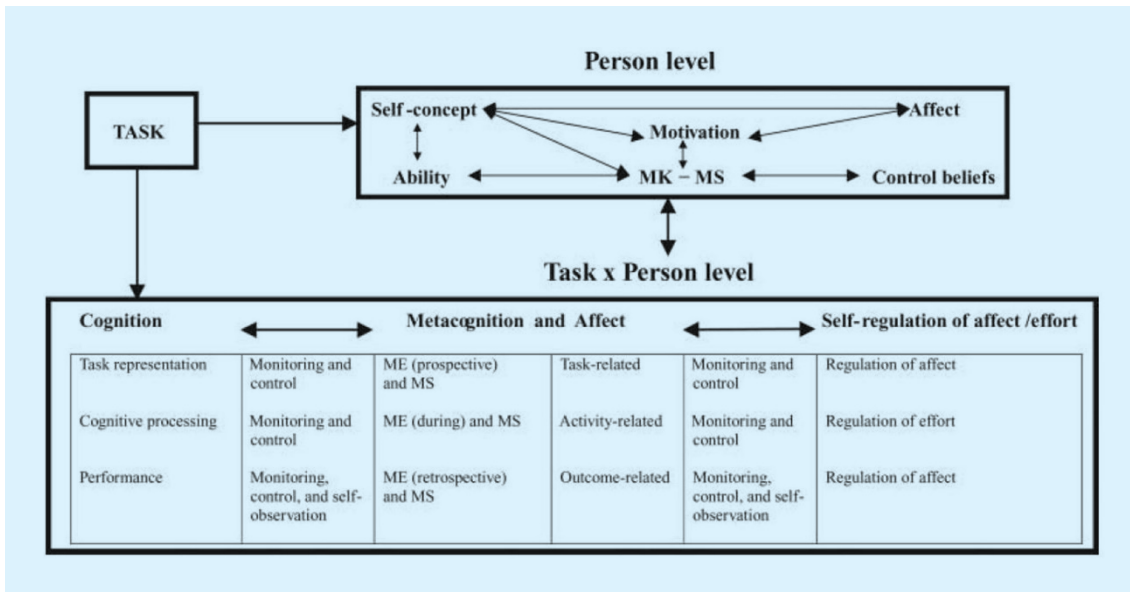 Person level
TASK
Self-concept
Affect
Motivation
Ability
MK – MS
Control beliefs
Task x Person level
Cognition
Metacognition and Affect
Self-regulation of affect /effort
Task representation
Monitoring and
control
ME (prospective)
and MS
Task-related
Monitoring and
control
Regulation of affect
Cognitive processing
Monitoring and
control
ME (during) and MS
Activity-related
Monitoring and
control
Regulation of effort
Performance
Monitoring,
control, and self-
observation
ME (retrospective)
and MS
Outcome-related
Monitoring,
control, and self-
observation
Regulation of affect